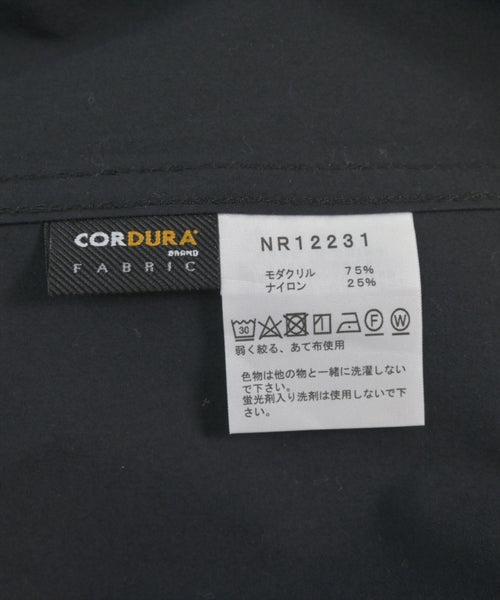 CORDURA®
BRAND
FABRIC
NR12231
モダクリル 75%
ナイロン 25%
30 F W
弱く絞る、あて布使用
色物は他の物と一緒に洗濯しない
で下さい。
蛍光剤入り洗剤は使用しないで下
さい。